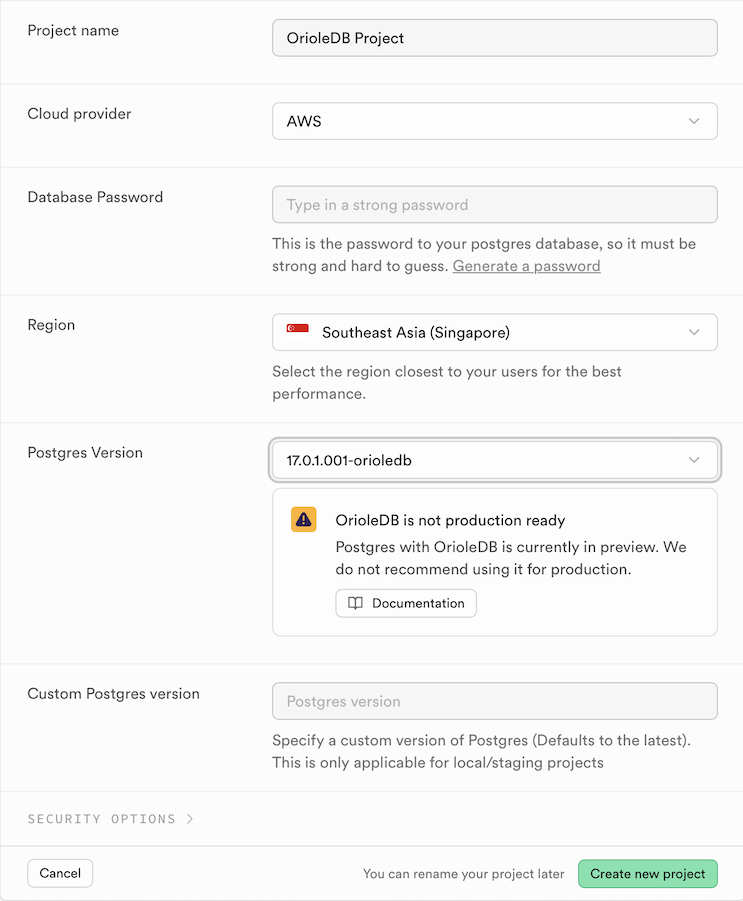 Project name
OrioleDB Project
Cloud provider
AWS
Database Password
Type in a strong password
This is the password to your postgres database, so it must be
strong and hard to guess. Generate a password
Region
Southeast Asia (Singapore)
Select the region closest to your users for the best
performance.
Postgres Version
17.0.1.001-orioledb
OrioleDB is not production ready
Postgres with OrioleDB is currently in preview. We
do not recommend using it for production.
Documentation
Custom Postgres version
Postgres version
Specify a custom version of Postgres (Defaults to the latest).
This is only applicable for local/staging projects
SECURITY OPTIONS
Cancel
You can rename your project later
Create new project